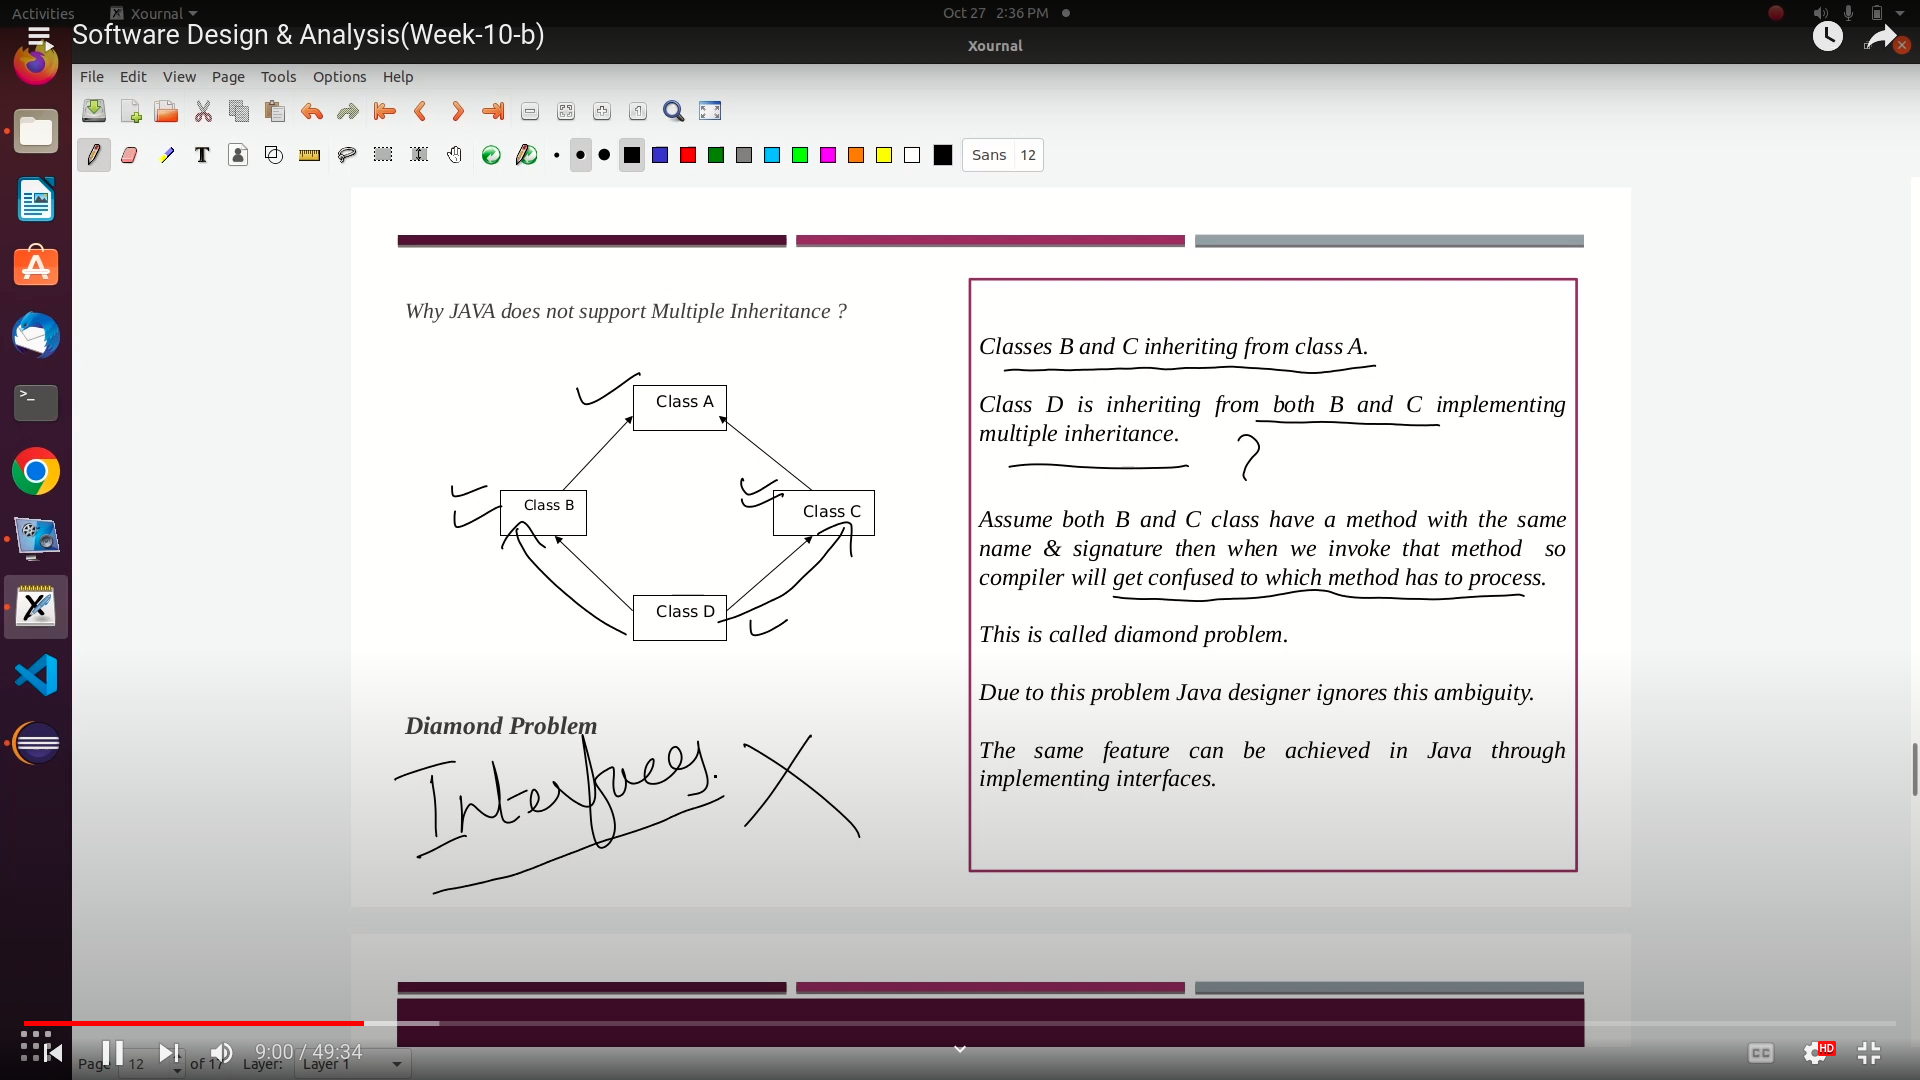 Activities
Xournal
Oct 27 2:36 PM
Software Design & Analysis(Week-10-b)
Xournal
File Edit View Page Tools Options Help
Sans 12
Why JAVA does not support Multiple Inheritance ?
Class A
Class B
Class C
Class D
Diamond Problem
Interfaces.
Classes B and C inheriting from class A.
Class D is inheriting from both B and C implementing
multiple inheritance.
?
Assume both B and C class have a method with the same
name & signature then when we invoke that method so
compiler will get confused to which method has to process.
This is called diamond problem.
Due to this problem Java designer ignores this ambiguity.
The same feature can be achieved in Java through
implementing interfaces.
9:00 / 49:34
Page 12 of 17 Layer: Layer 1
CC
HD